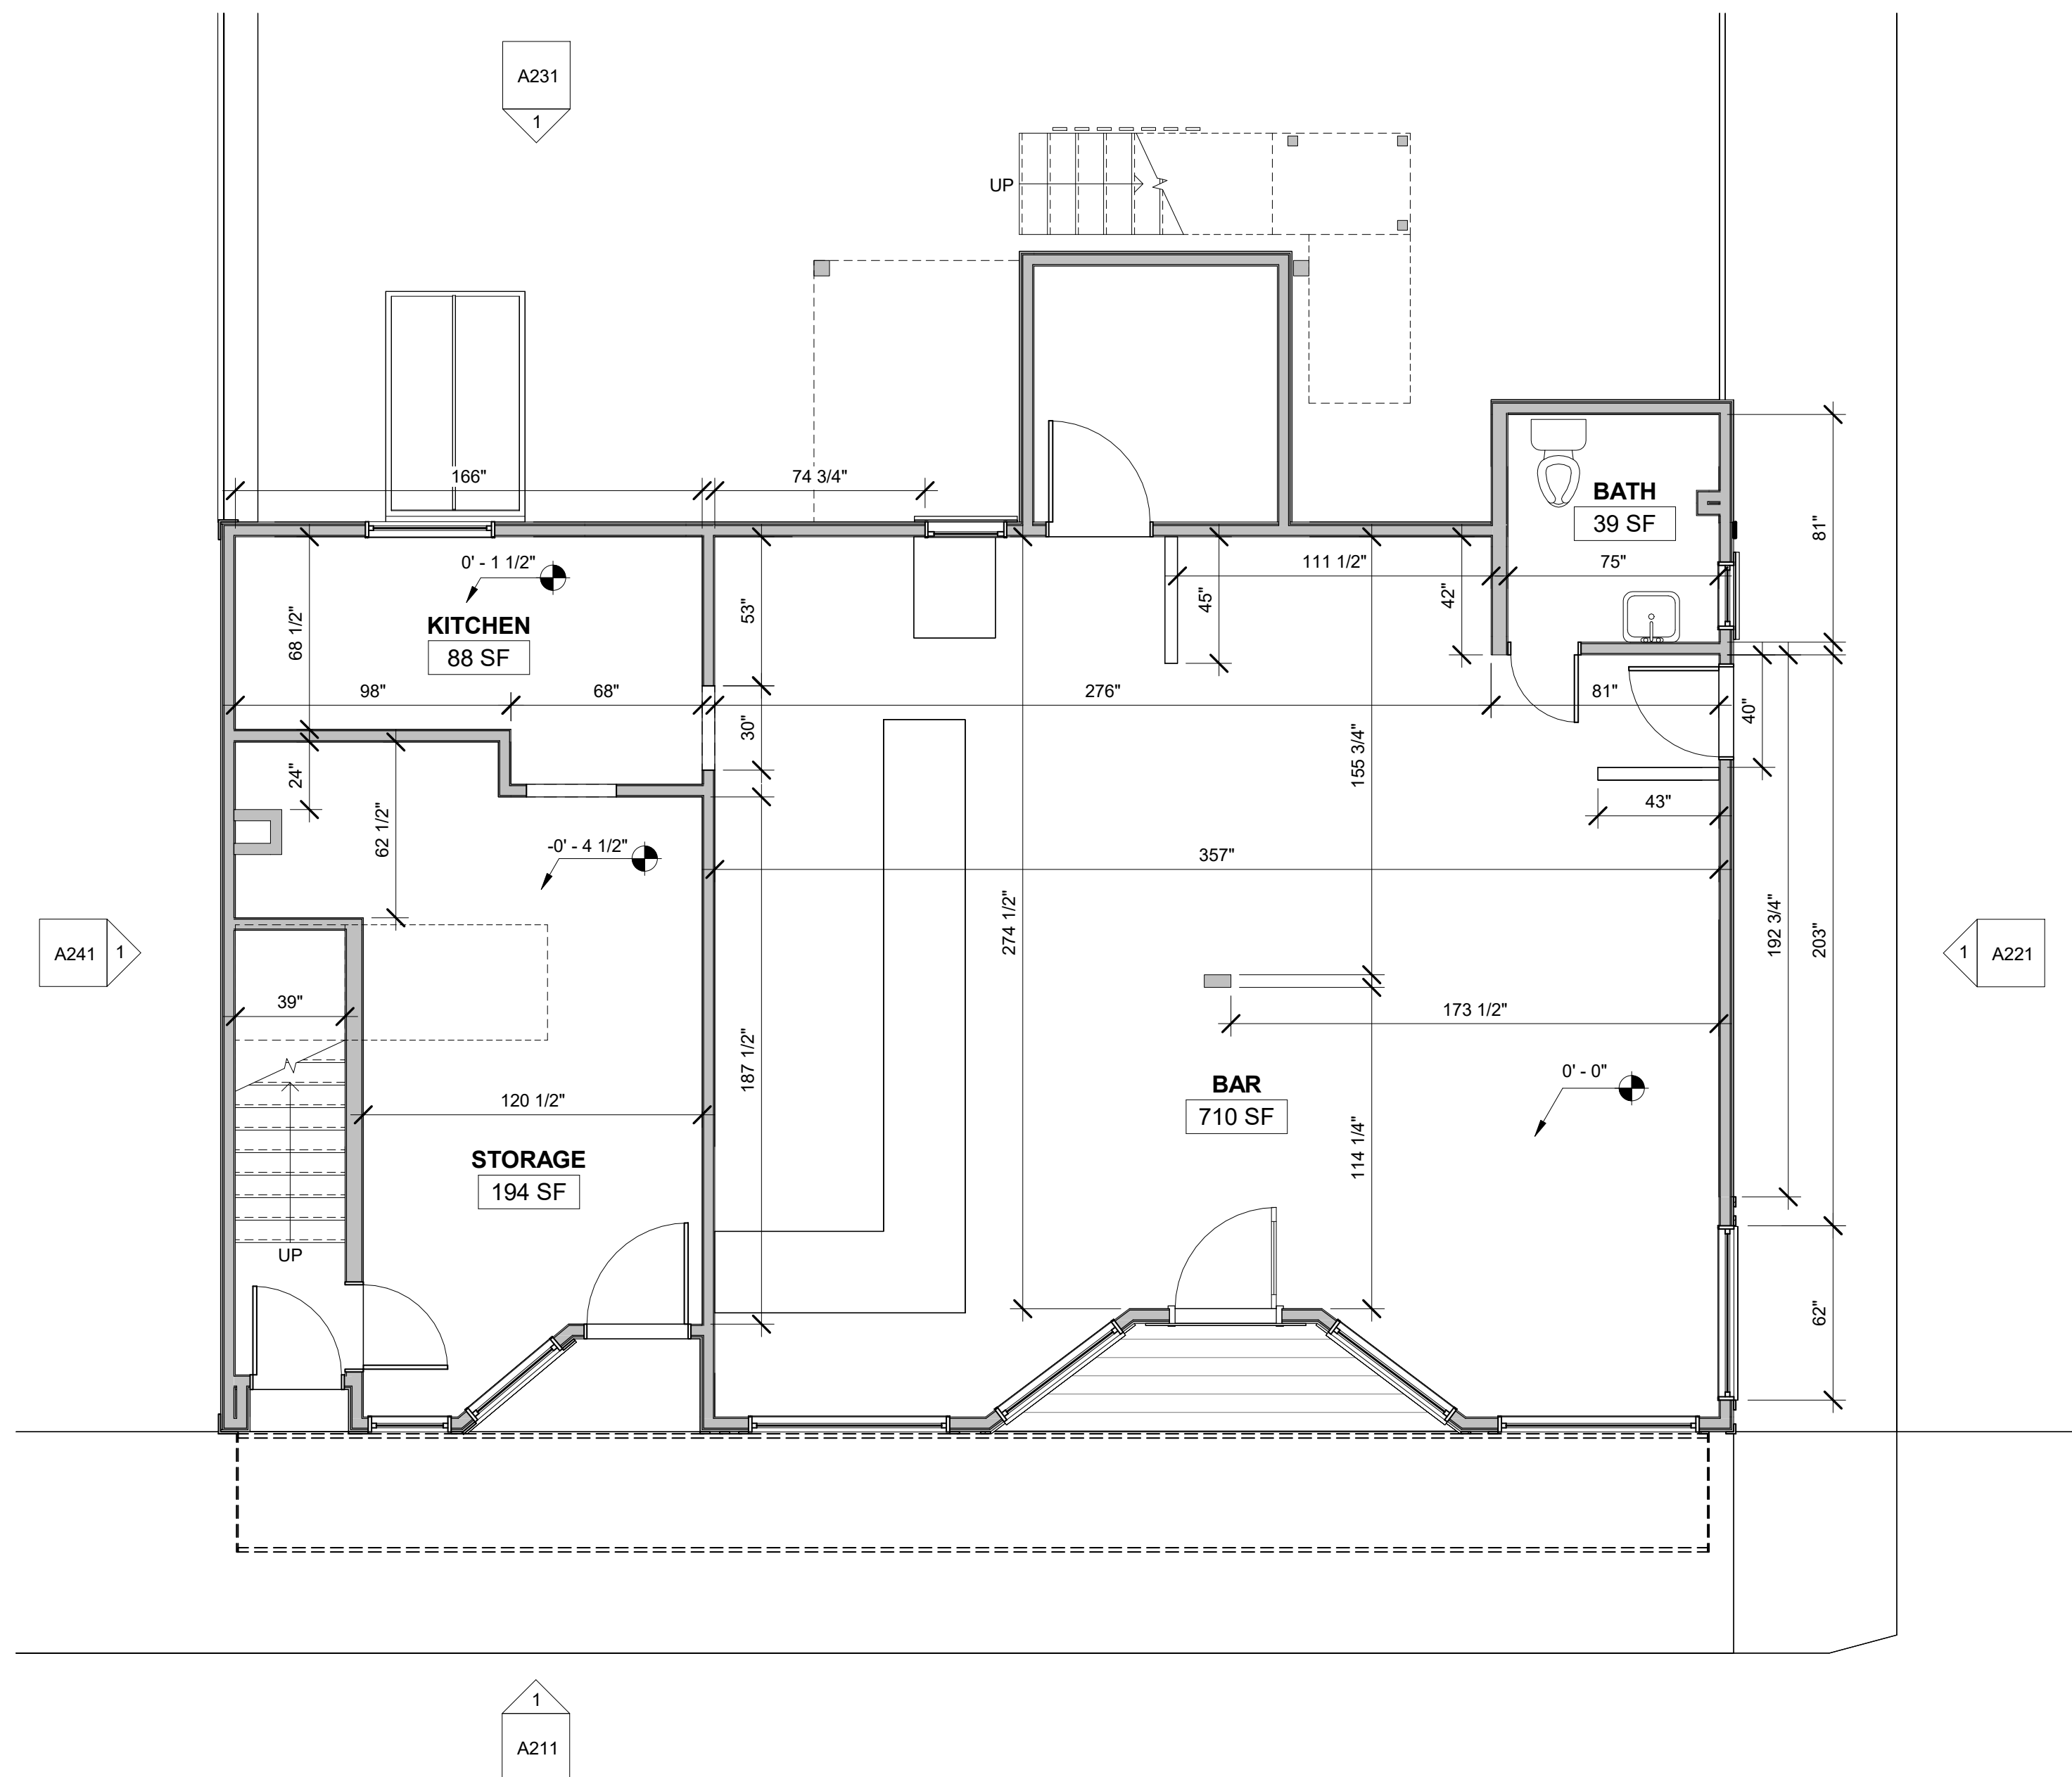 A231
1
UP
166"
74 3/4"
BATH
39 SF
81"
0' - 1 1/2"
111 1/2"
75"
KITCHEN
88 SF
68 1/2"
53"
45"
42"
98"
68"
276"
81"
40"
30"
155 3/4"
24"
62 1/2"
43"
-0' - 4 1/2"
357"
274 1/2"
192 3/4"
203"
A241
1
1
A221
39"
173 1/2"
187 1/2"
0' - 0"
BAR
710 SF
120 1/2"
114 1/4"
STORAGE
194 SF
UP
62"
1
A211